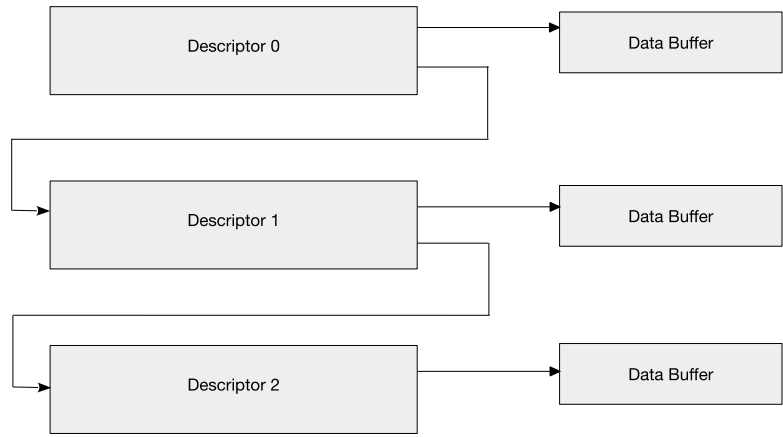 Descriptor 0
Data Buffer
Descriptor 1
Data Buffer
Descriptor 2
Data Buffer